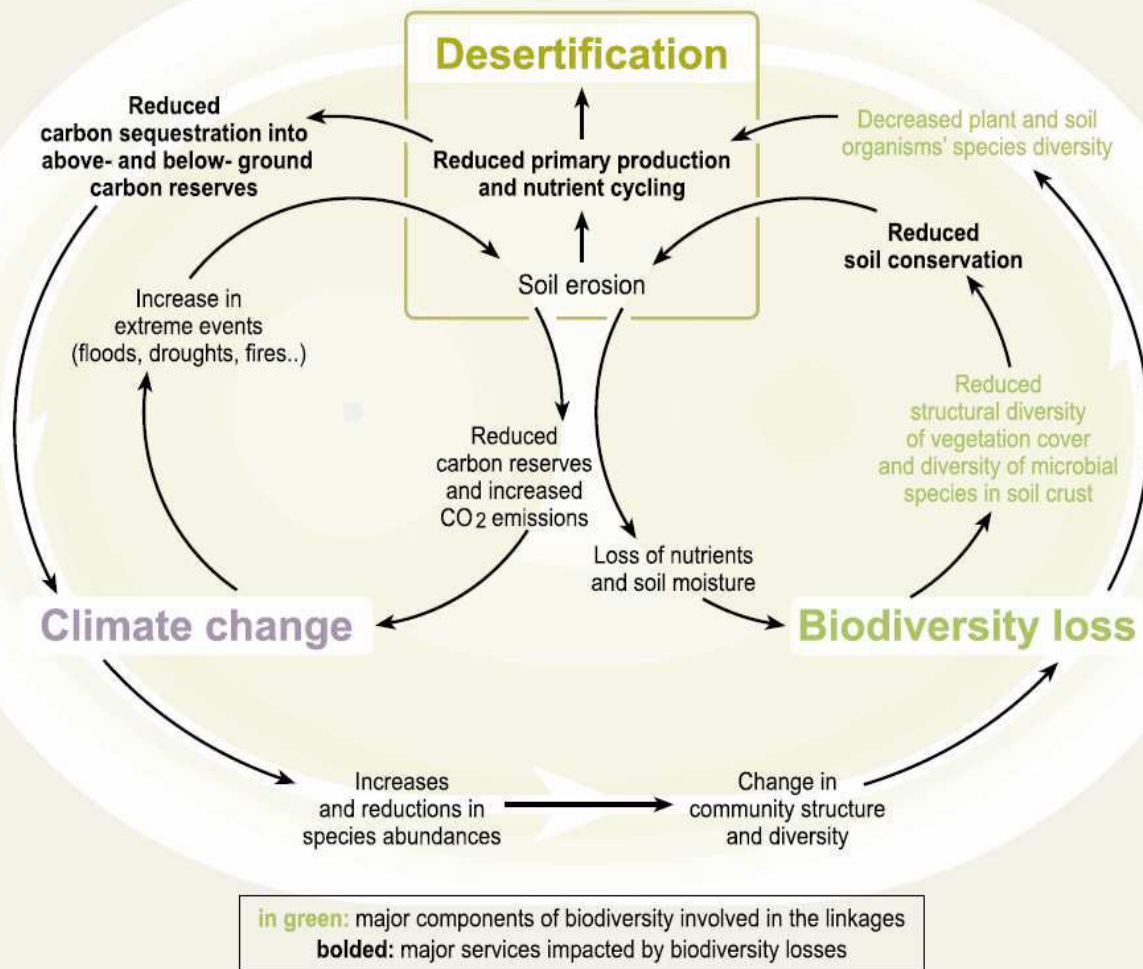 Desertification
Reduced
carbon sequestration into
above- and below- ground
carbon reserves
Reduced primary production
and nutrient cycling
Decreased plant and soil
organisms' species diversity
Reduced
soil conservation
Soil erosion
Increase in
extreme events
(floods, droughts, fires..)
Reduced
structural diversity
of vegetation cover
and diversity of microbial
species in soil crust
Reduced
carbon reserves
and increased
CO2 emissions
Loss of nutrients
and soil moisture
Climate change
Biodiversity loss
Increases
and reductions in
species abundances
Change in
community structure
and diversity
in green: major components of biodiversity involved in the linkages
bolded: major services impacted by biodiversity losses